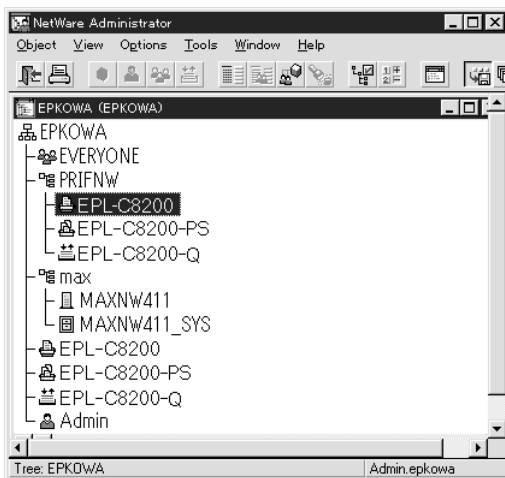 NetWare Administrator
Object View Options Tools Window Help
EPKOWA (EPKOWA)
EPKOWA
EVERYONE
PRIFNW
EPL-C8200
EPL-C8200-PS
EPL-C8200-Q
max
MAXNW411
MAXNW411_SYS
EPL-C8200
EPL-C8200-PS
EPL-C8200-Q
Admin
Tree: EPKOWA Admin.epkowa